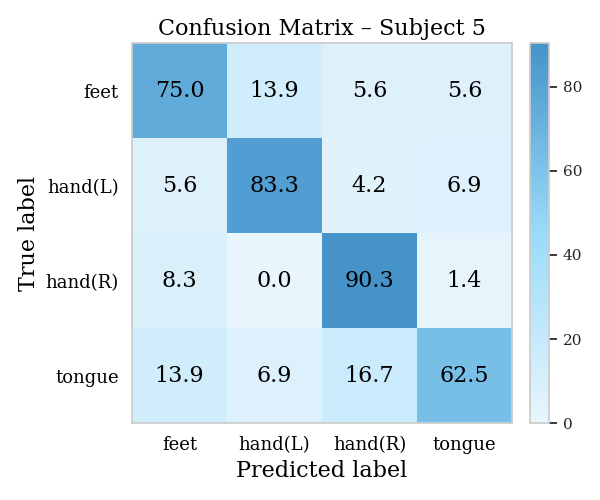 Confusion Matrix – Subject 5
feet 75.0 13.9 5.6 5.6
hand(L) 5.6 83.3 4.2 6.9
hand(R) 8.3 0.0 90.3 1.4
tongue 13.9 6.9 16.7 62.5
feet hand(L) hand(R) tongue
Predicted label
True label
80
60
40
20
0